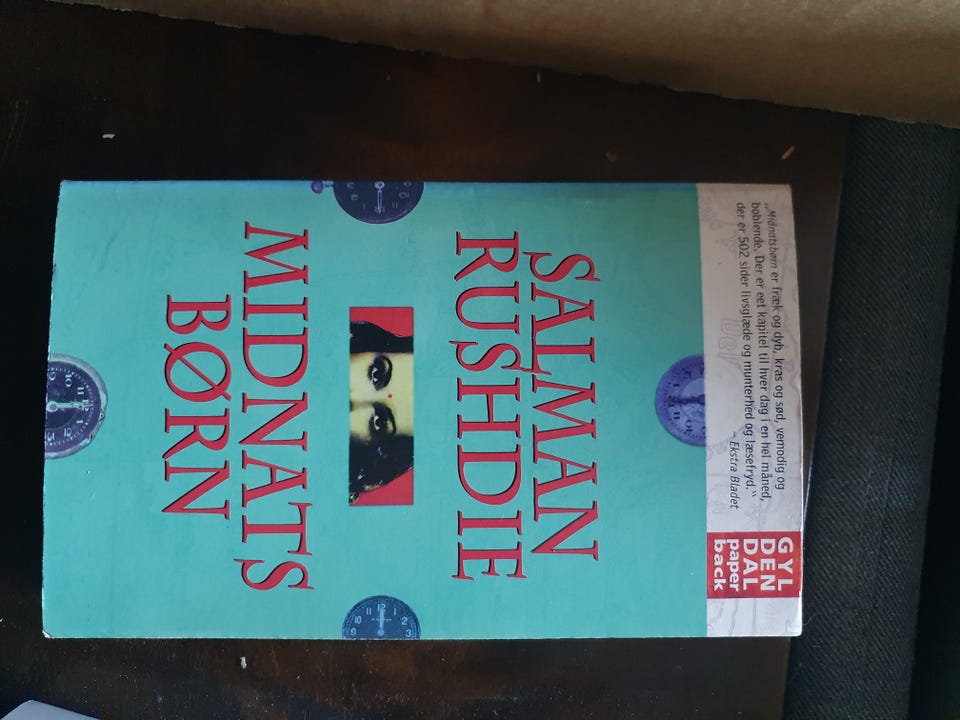 „Midnatsbørn er fræk og dyb, kras og sød, vemodig og
boblende. Der er eet kapitel til hver dag i en hel måned,
der er 502 sider livsglæde og munterhed og læsefryd.“
– Ekstra Bladet
GYL
DEN
DAL
paper
back
SALMAN
RUSHDIE
MIDNATS
BØRN